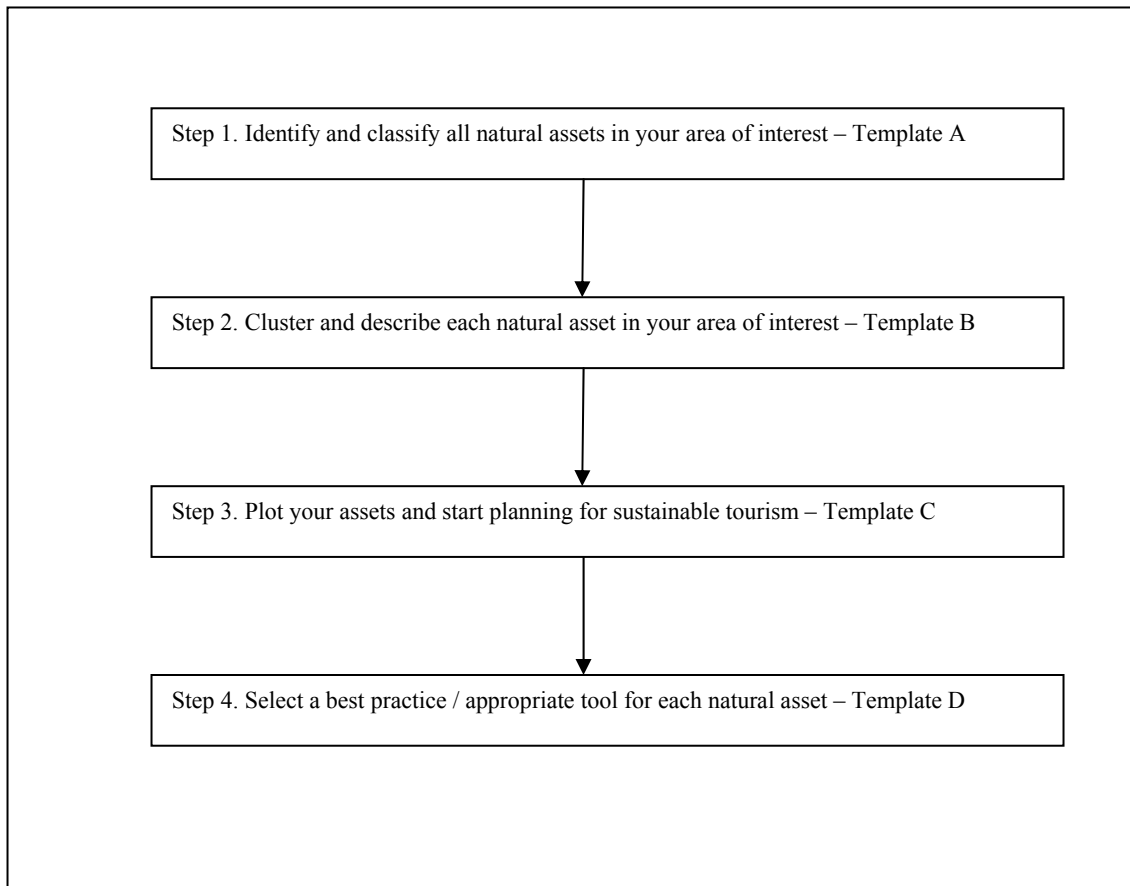 Step 1. Identify and classify all natural assets in your area of interest – Template A
Step 2. Cluster and describe each natural asset in your area of interest – Template B
Step 3. Plot your assets and start planning for sustainable tourism – Template C
Step 4. Select a best practice / appropriate tool for each natural asset – Template D